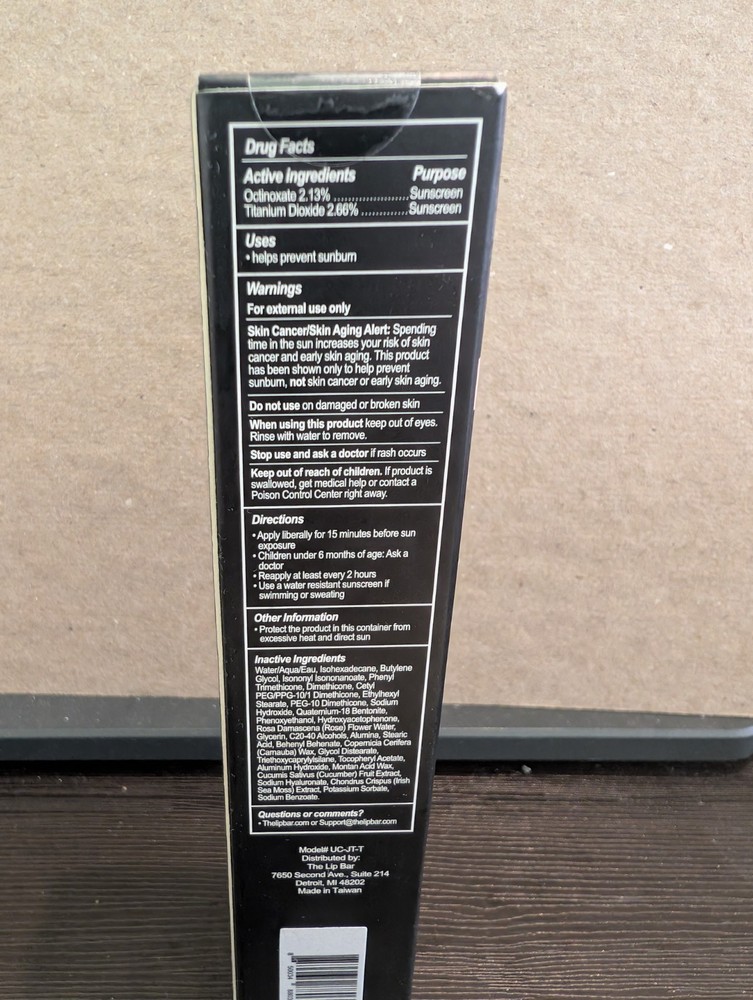 Drug Facts
Active Ingredients Purpose
Octinoxate 2.13% ..................... Sunscreen
Titanium Dioxide 2.66% ............. Sunscreen
Uses
• helps prevent sunburn
Warnings
For external use only
Skin Cancer/Skin Aging Alert: Spending
time in the sun increases your risk of skin
cancer and early skin aging. This product
has been shown only to help prevent
sunburn, not skin cancer or early skin aging.
Do not use on damaged or broken skin
When using this product keep out of eyes.
Rinse with water to remove.
Stop use and ask a doctor if rash occurs
Keep out of reach of children. If product is
swallowed, get medical help or contact a
Poison Control Center right away.
Directions
• Apply liberally for 15 minutes before sun
exposure
• Children under 6 months of age: Ask a
doctor
• Reapply at least every 2 hours
• Use a water resistant sunscreen if
swimming or sweating
Other Information
• Protect the product in this container from
excessive heat and direct sun
Inactive Ingredients
Water/Aqua/Eau, Isohexadecane, Butylene
Glycol, Isononyl Isononanoate, Phenyl
Trimethicone, Dimethicone, Cetyl
PEG/PPG-10/1 Dimethicone, Ethylhexyl
Stearate, PEG-10 Dimethicone, Sodium
Hydroxide, Quaternium-18 Bentonite,
Phenoxyethanol, Hydroxyacetophenone,
Rosa Damascena (Rose) Flower Water,
Glycerin, C20-40 Alcohols, Alumina, Stearic
Acid, Behenyl Behenate, Copernicia Cerifera
(Carnauba) Wax, Glycol Distearate,
Triethoxycaprylylsilane, Tocopheryl Acetate,
Aluminum Hydroxide, Montan Acid Wax,
Cucumis Sativus (Cucumber) Fruit Extract,
Sodium Hyaluronate, Chondrus Crispus (Irish
Sea Moss) Extract, Potassium Sorbate,
Sodium Benzoate.
Questions or comments?
• Thelipbar.com or Support@thelipbar.com
Model# UC-JT-T
Distributed by:
The Lip Bar
7650 Second Ave., Suite 214
Detroit, MI 48202
Made in Taiwan